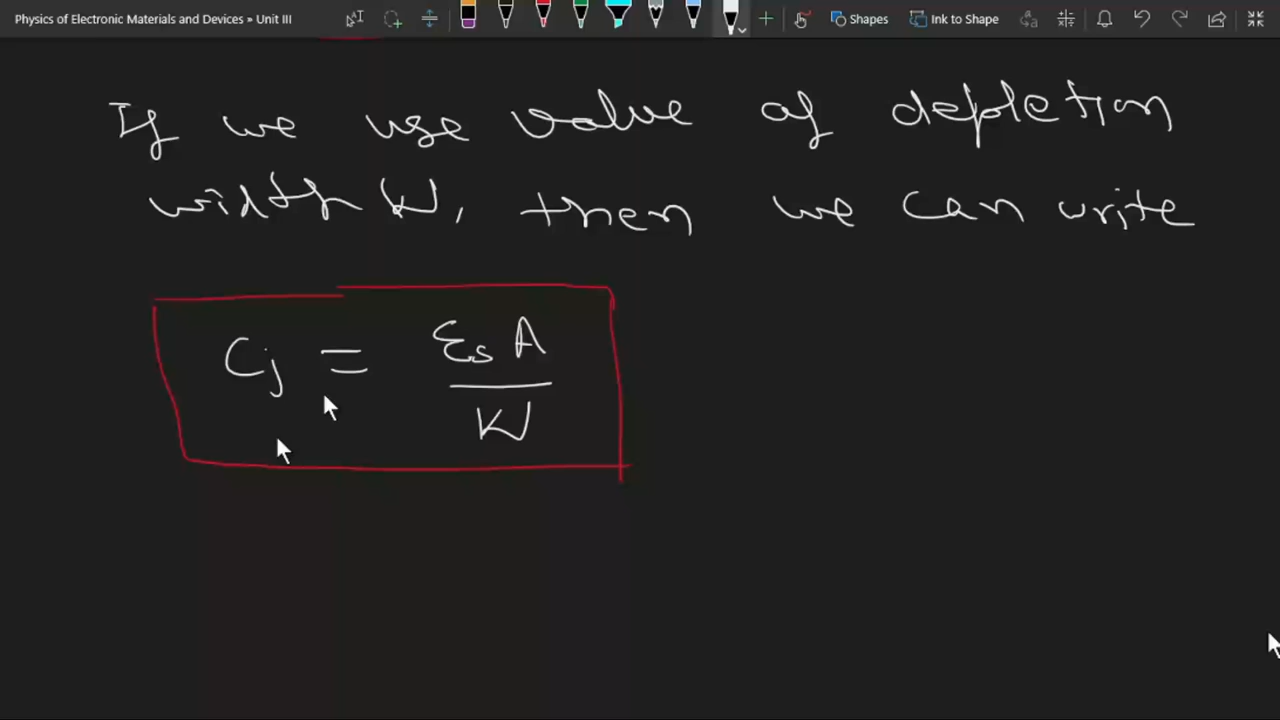 Physics of Electronic Materials and Devices » Unit III
Shapes
Ink to Shape
If we use value of depletion
width W, then we can write
Cj = εs A
W